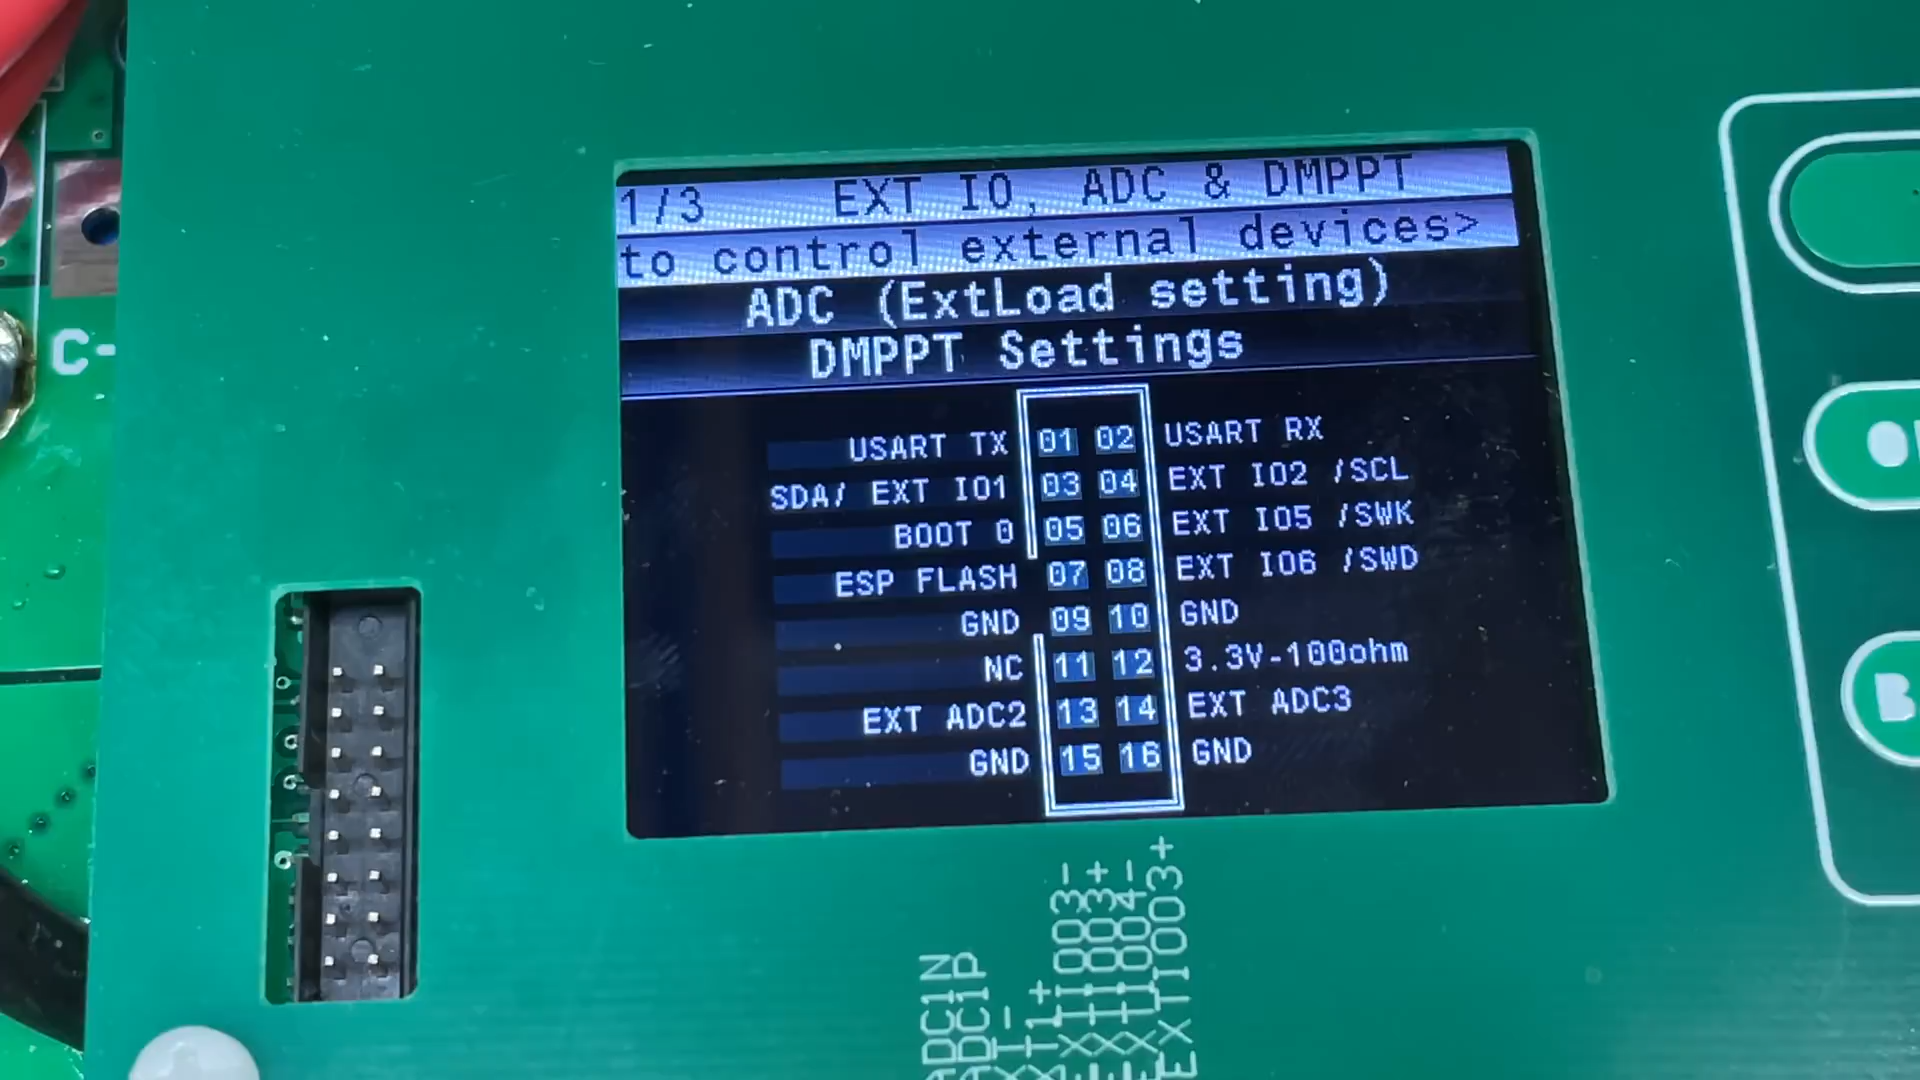 1/3 EXT IO, ADC & DMPPT
to control external devices>
ADC (ExtLoad setting)
DMPPT Settings
USART TX 01 02 USART RX
SDA/ EXT IO1 03 04 EXT IO2 /SCL
BOOT 0 05 06 EXT IO5 /SWK
ESP FLASH 07 08 EXT IO6 /SWD
GND 09 10 GND
NC 11 12 3.3V-100ohm
EXT ADC2 13 14 EXT ADC3
GND 15 16 GND
C-
ADC1N
ADC1P
EXTIO03+